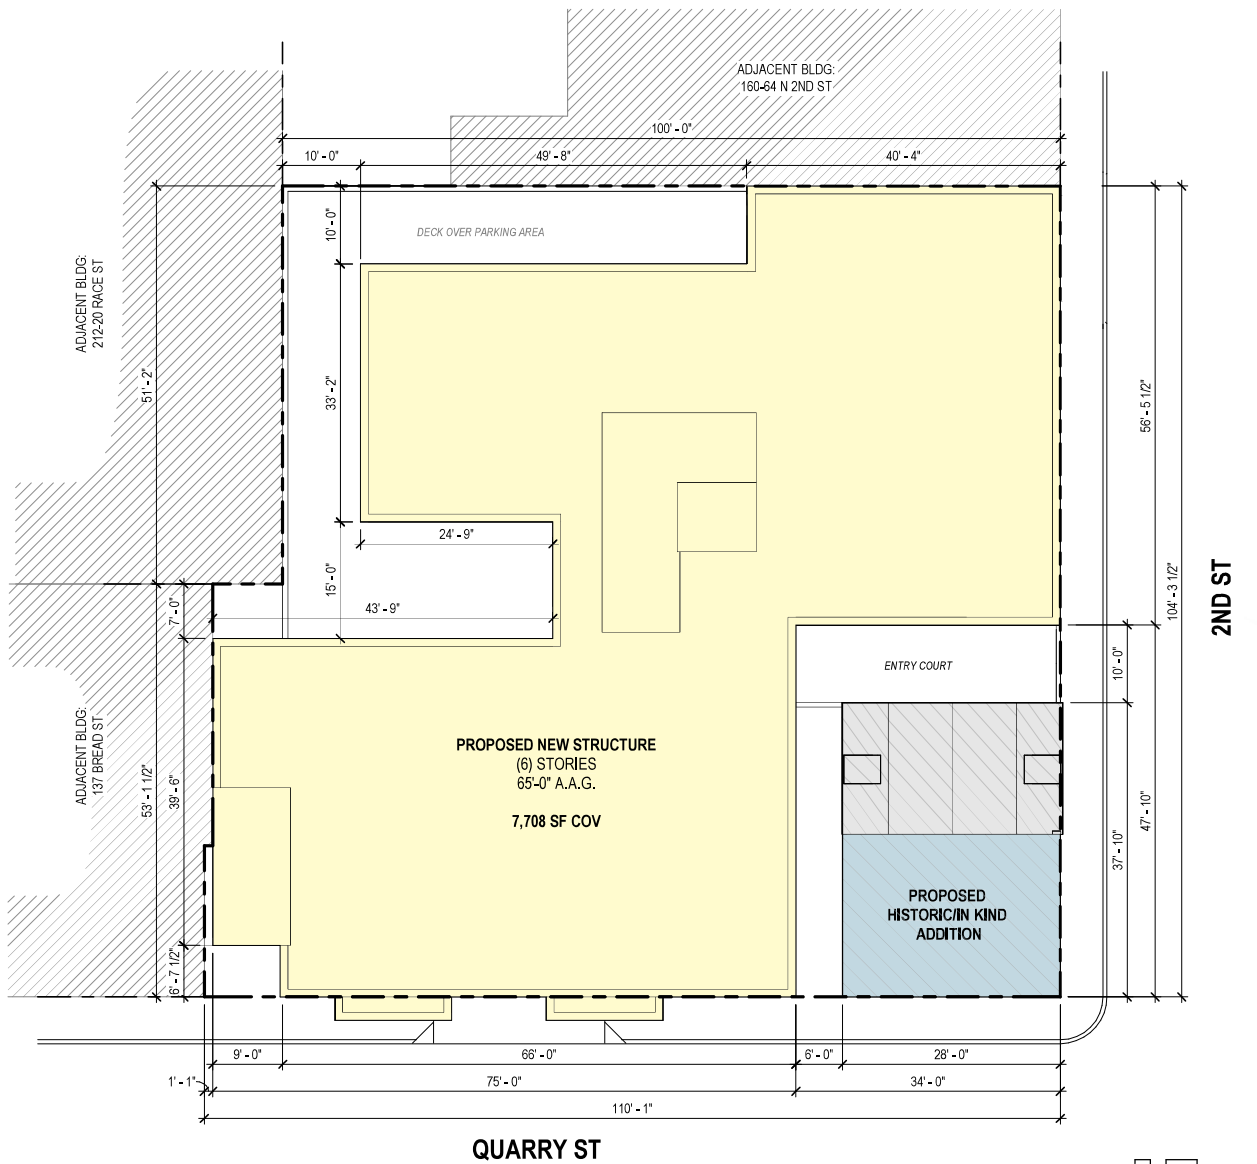 ADJACENT BLDG:
160-64 N 2ND ST
100' - 0"
10' - 0"
49' - 8"
40' - 4"
10' - 0"
DECK OVER PARKING AREA
ADJACENT BLDG:
212-20 RACE ST
51' - 2"
33' - 2"
56' - 5 1/2"
24' - 9"
15' - 0"
43' - 9"
7' - 0"
104' - 3 1/2"
2ND ST
ENTRY COURT
10' - 0"
ADJACENT BLDG:
137 BREAD ST
53' - 1 1/2"
39' - 6"
PROPOSED NEW STRUCTURE
(6) STORIES
65'-0" A.A.G.
7,708 SF COV
47' - 10"
37' - 10"
PROPOSED
HISTORIC/IN KIND
ADDITION
6' - 7 1/2"
9' - 0"
66' - 0"
6' - 0"
28' - 0"
1' - 1"
75' - 0"
34' - 0"
110' - 1"
QUARRY ST